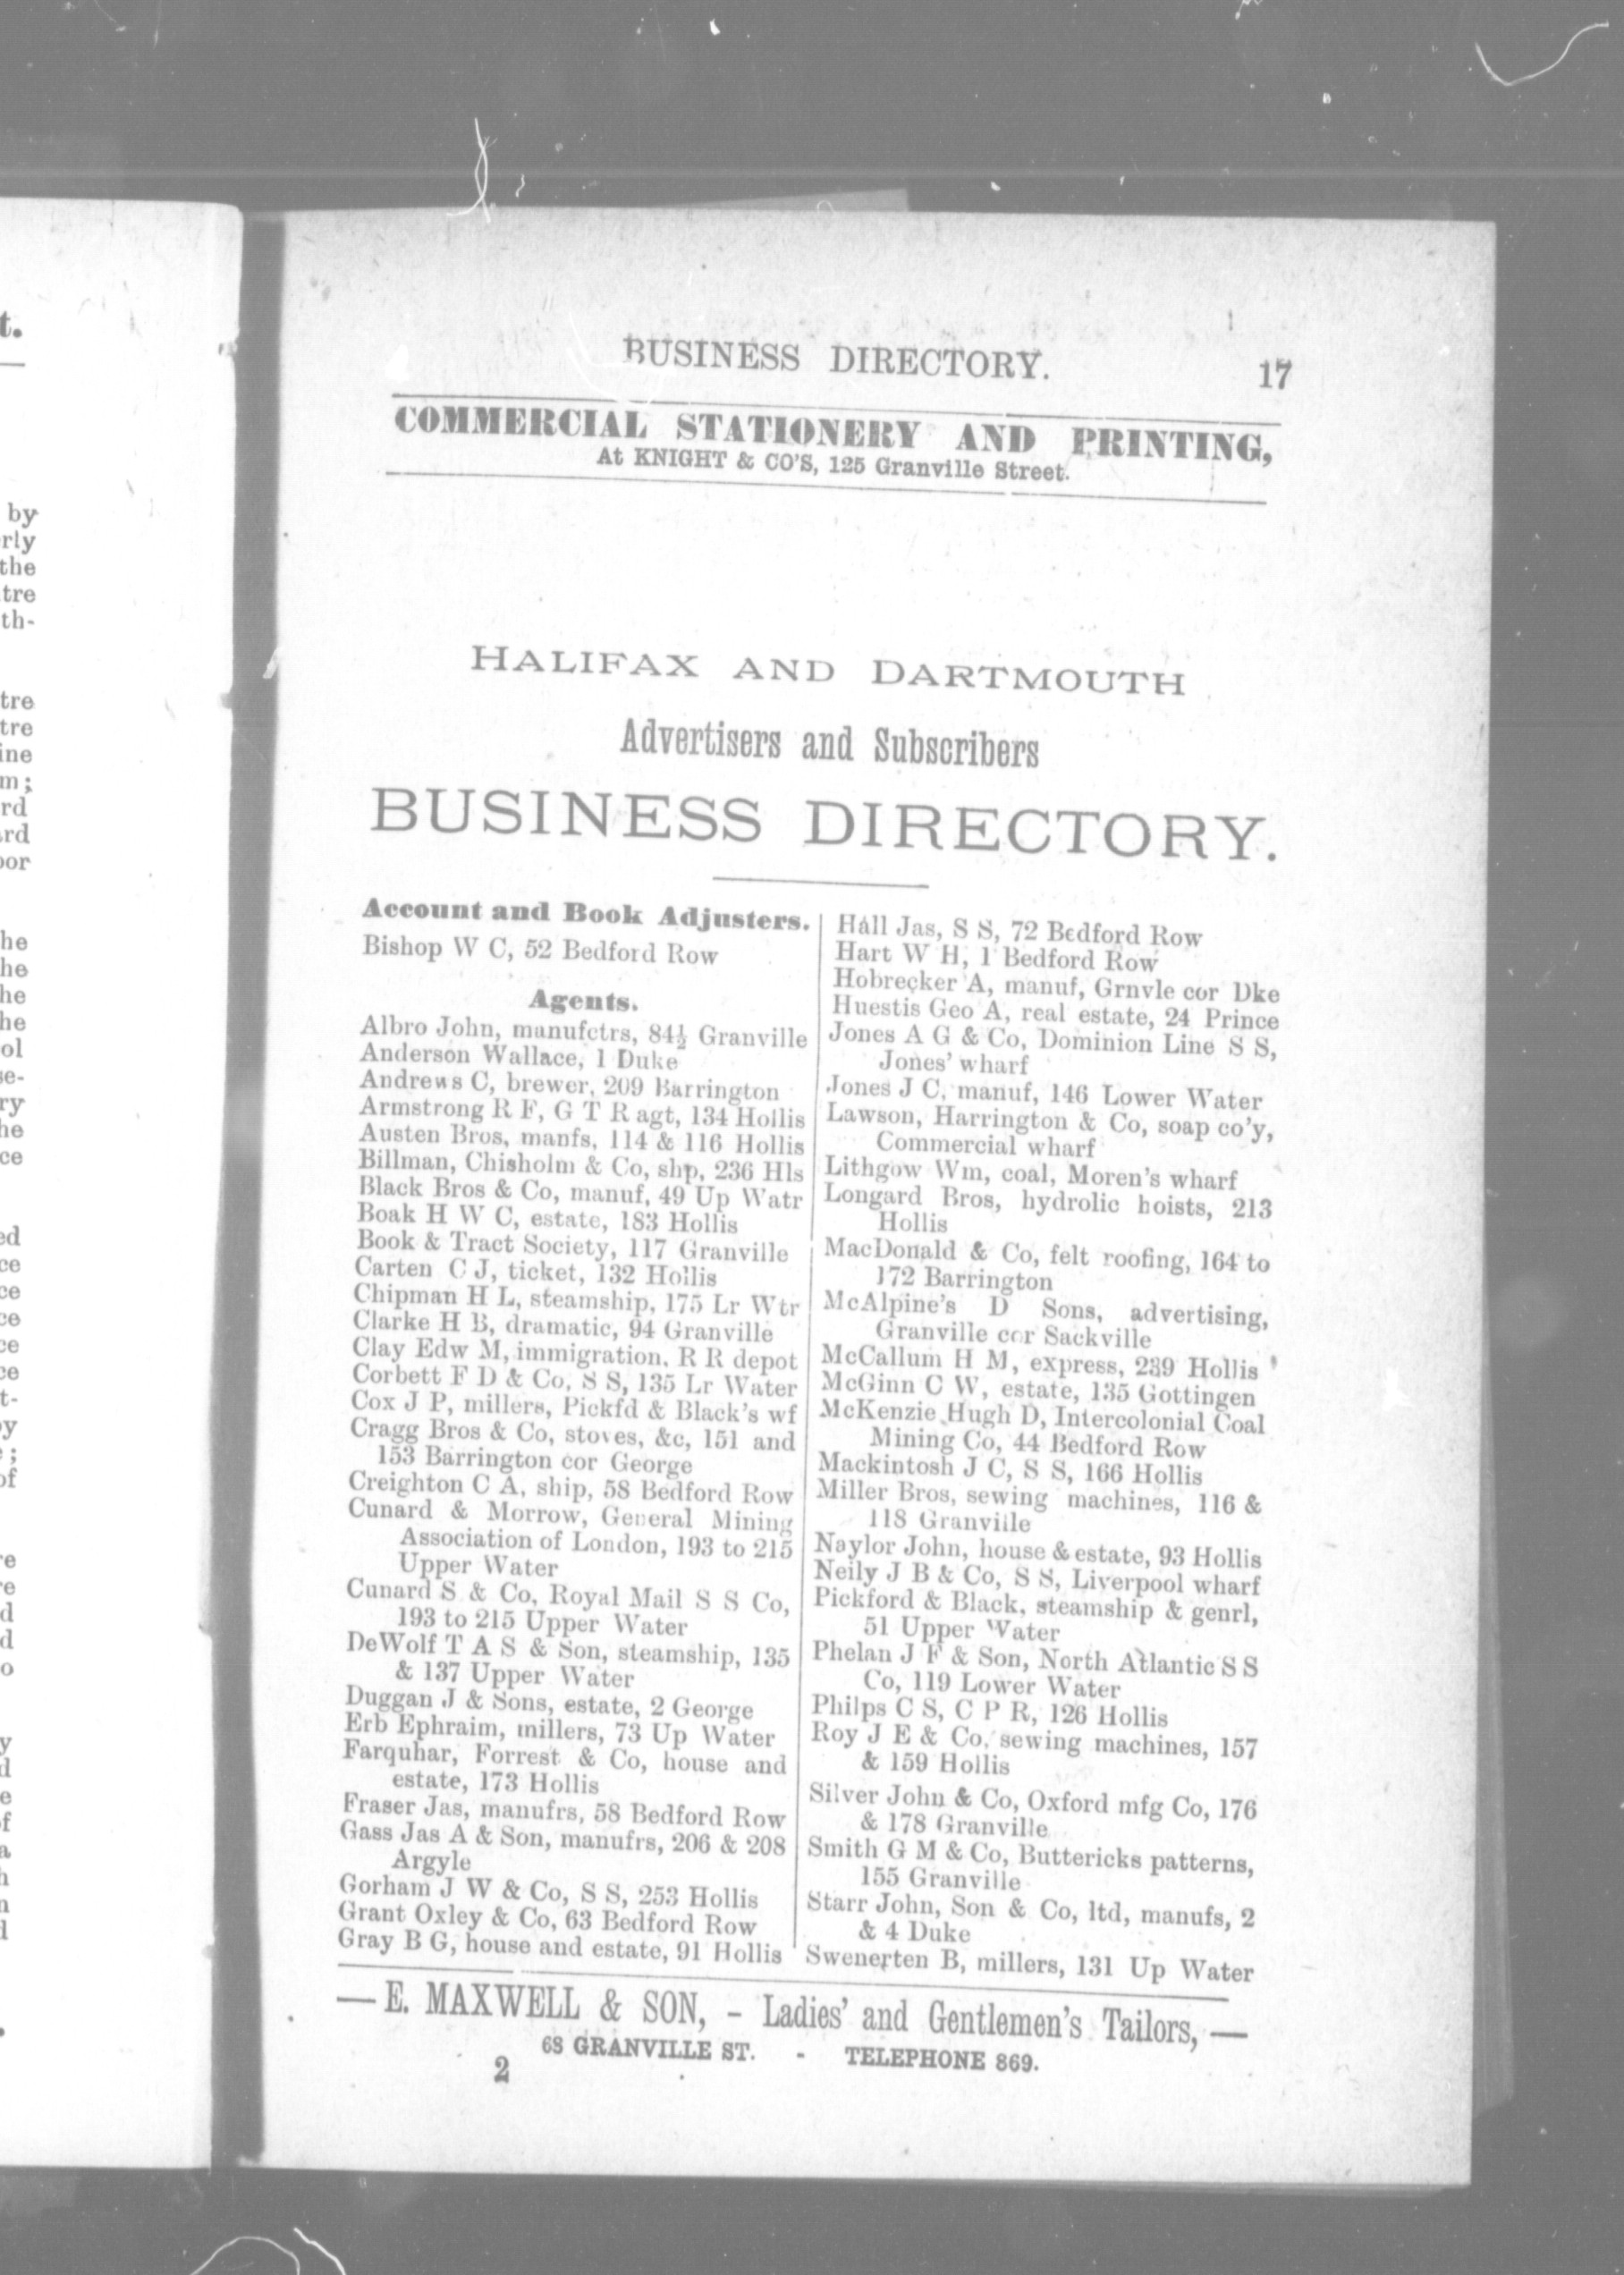 BUSINESS DIRECTORY. 17
COMMERCIAL STATIONERY AND PRINTING,
At KNIGHT & CO'S, 125 Granville Street.
HALIFAX AND DARTMOUTH
Advertisers and Subscribers
BUSINESS DIRECTORY.
Account and Book Adjusters.
Bishop W C, 52 Bedford Row
Agents.
Albro John, manufctrs, 84½ Granville
Anderson Wallace, 1 Duke
Andrews C, brewer, 209 Barrington
Armstrong R F, G T R agt, 134 Hollis
Austen Bros, manfs, 114 & 116 Hollis
Billman, Chisholm & Co, shp, 236 Hls
Black Bros & Co, manuf, 49 Up Watr
Boak H W C, estate, 183 Hollis
Book & Tract Society, 117 Granville
Carten C J, ticket, 132 Hollis
Chipman H L, steamship, 175 Lr Wtr
Clarke H B, dramatic, 94 Granville
Clay Edw M, immigration, R R depot
Corbett F D & Co, S S, 135 Lr Water
Cox J P, millers, Pickfd & Black's wf
Cragg Bros & Co, stoves, &c, 151 and
153 Barrington cor George
Creighton C A, ship, 58 Bedford Row
Cunard & Morrow, General Mining
Association of London, 193 to 215
Upper Water
Cunard S & Co, Royal Mail S S Co,
193 to 215 Upper Water
DeWolf T A S & Son, steamship, 135
& 137 Upper Water
Duggan J & Sons, estate, 2 George
Erb Ephraim, millers, 73 Up Water
Farquhar, Forrest & Co, house and
estate, 173 Hollis
Fraser Jas, manufrs, 58 Bedford Row
Gass Jas A & Son, manufrs, 206 & 208
Argyle
Gorham J W & Co, S S, 253 Hollis
Grant Oxley & Co, 63 Bedford Row
Gray B G, house and estate, 91 Hollis
Hall Jas, S S, 72 Bedford Row
Hart W H, 1 Bedford Row
Hobrecker A, manuf, Grnvle cor Dke
Huestis Geo A, real estate, 24 Prince
Jones A G & Co, Dominion Line S S,
Jones' wharf
Jones J C, manuf, 146 Lower Water
Lawson, Harrington & Co, soap co'y,
Commercial wharf
Lithgow Wm, coal, Moren's wharf
Longard Bros, hydrolic hoists, 213
Hollis
MacDonald & Co, felt roofing, 164 to
172 Barrington
McAlpine's D Sons, advertising,
Granville cor Sackville
McCallum H M, express, 239 Hollis
McGinn C W, estate, 135 Gottingen
McKenzie Hugh D, Intercolonial Coal
Mining Co, 44 Bedford Row
Mackintosh J C, S S, 166 Hollis
Miller Bros, sewing machines, 116 &
118 Granville
Naylor John, house & estate, 93 Hollis
Neily J B & Co, S S, Liverpool wharf
Pickford & Black, steamship & genrl,
51 Upper Water
Phelan J F & Son, North Atlantic S S
Co, 119 Lower Water
Philps C S, C P R, 126 Hollis
Roy J E & Co, sewing machines, 157
& 159 Hollis
Silver John & Co, Oxford mfg Co, 176
& 178 Granville
Smith G M & Co, Buttericks patterns,
155 Granville
Starr John, Son & Co, ltd, manufs, 2
& 4 Duke
Swenerten B, millers, 131 Up Water
— E. MAXWELL & SON, - Ladies' and Gentlemen's Tailors, —
68 GRANVILLE ST. - TELEPHONE 869.
2